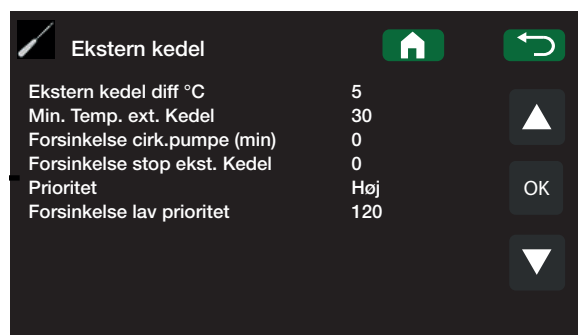 Ekstern kedel
Ekstern kedel diff °C 5
Min. Temp. ext. Kedel 30
Forsinkelse cirk.pumpe (min) 0
Forsinkelse stop ekst. Kedel 0
Prioritet Høj
OK
Forsinkelse lav prioritet 120